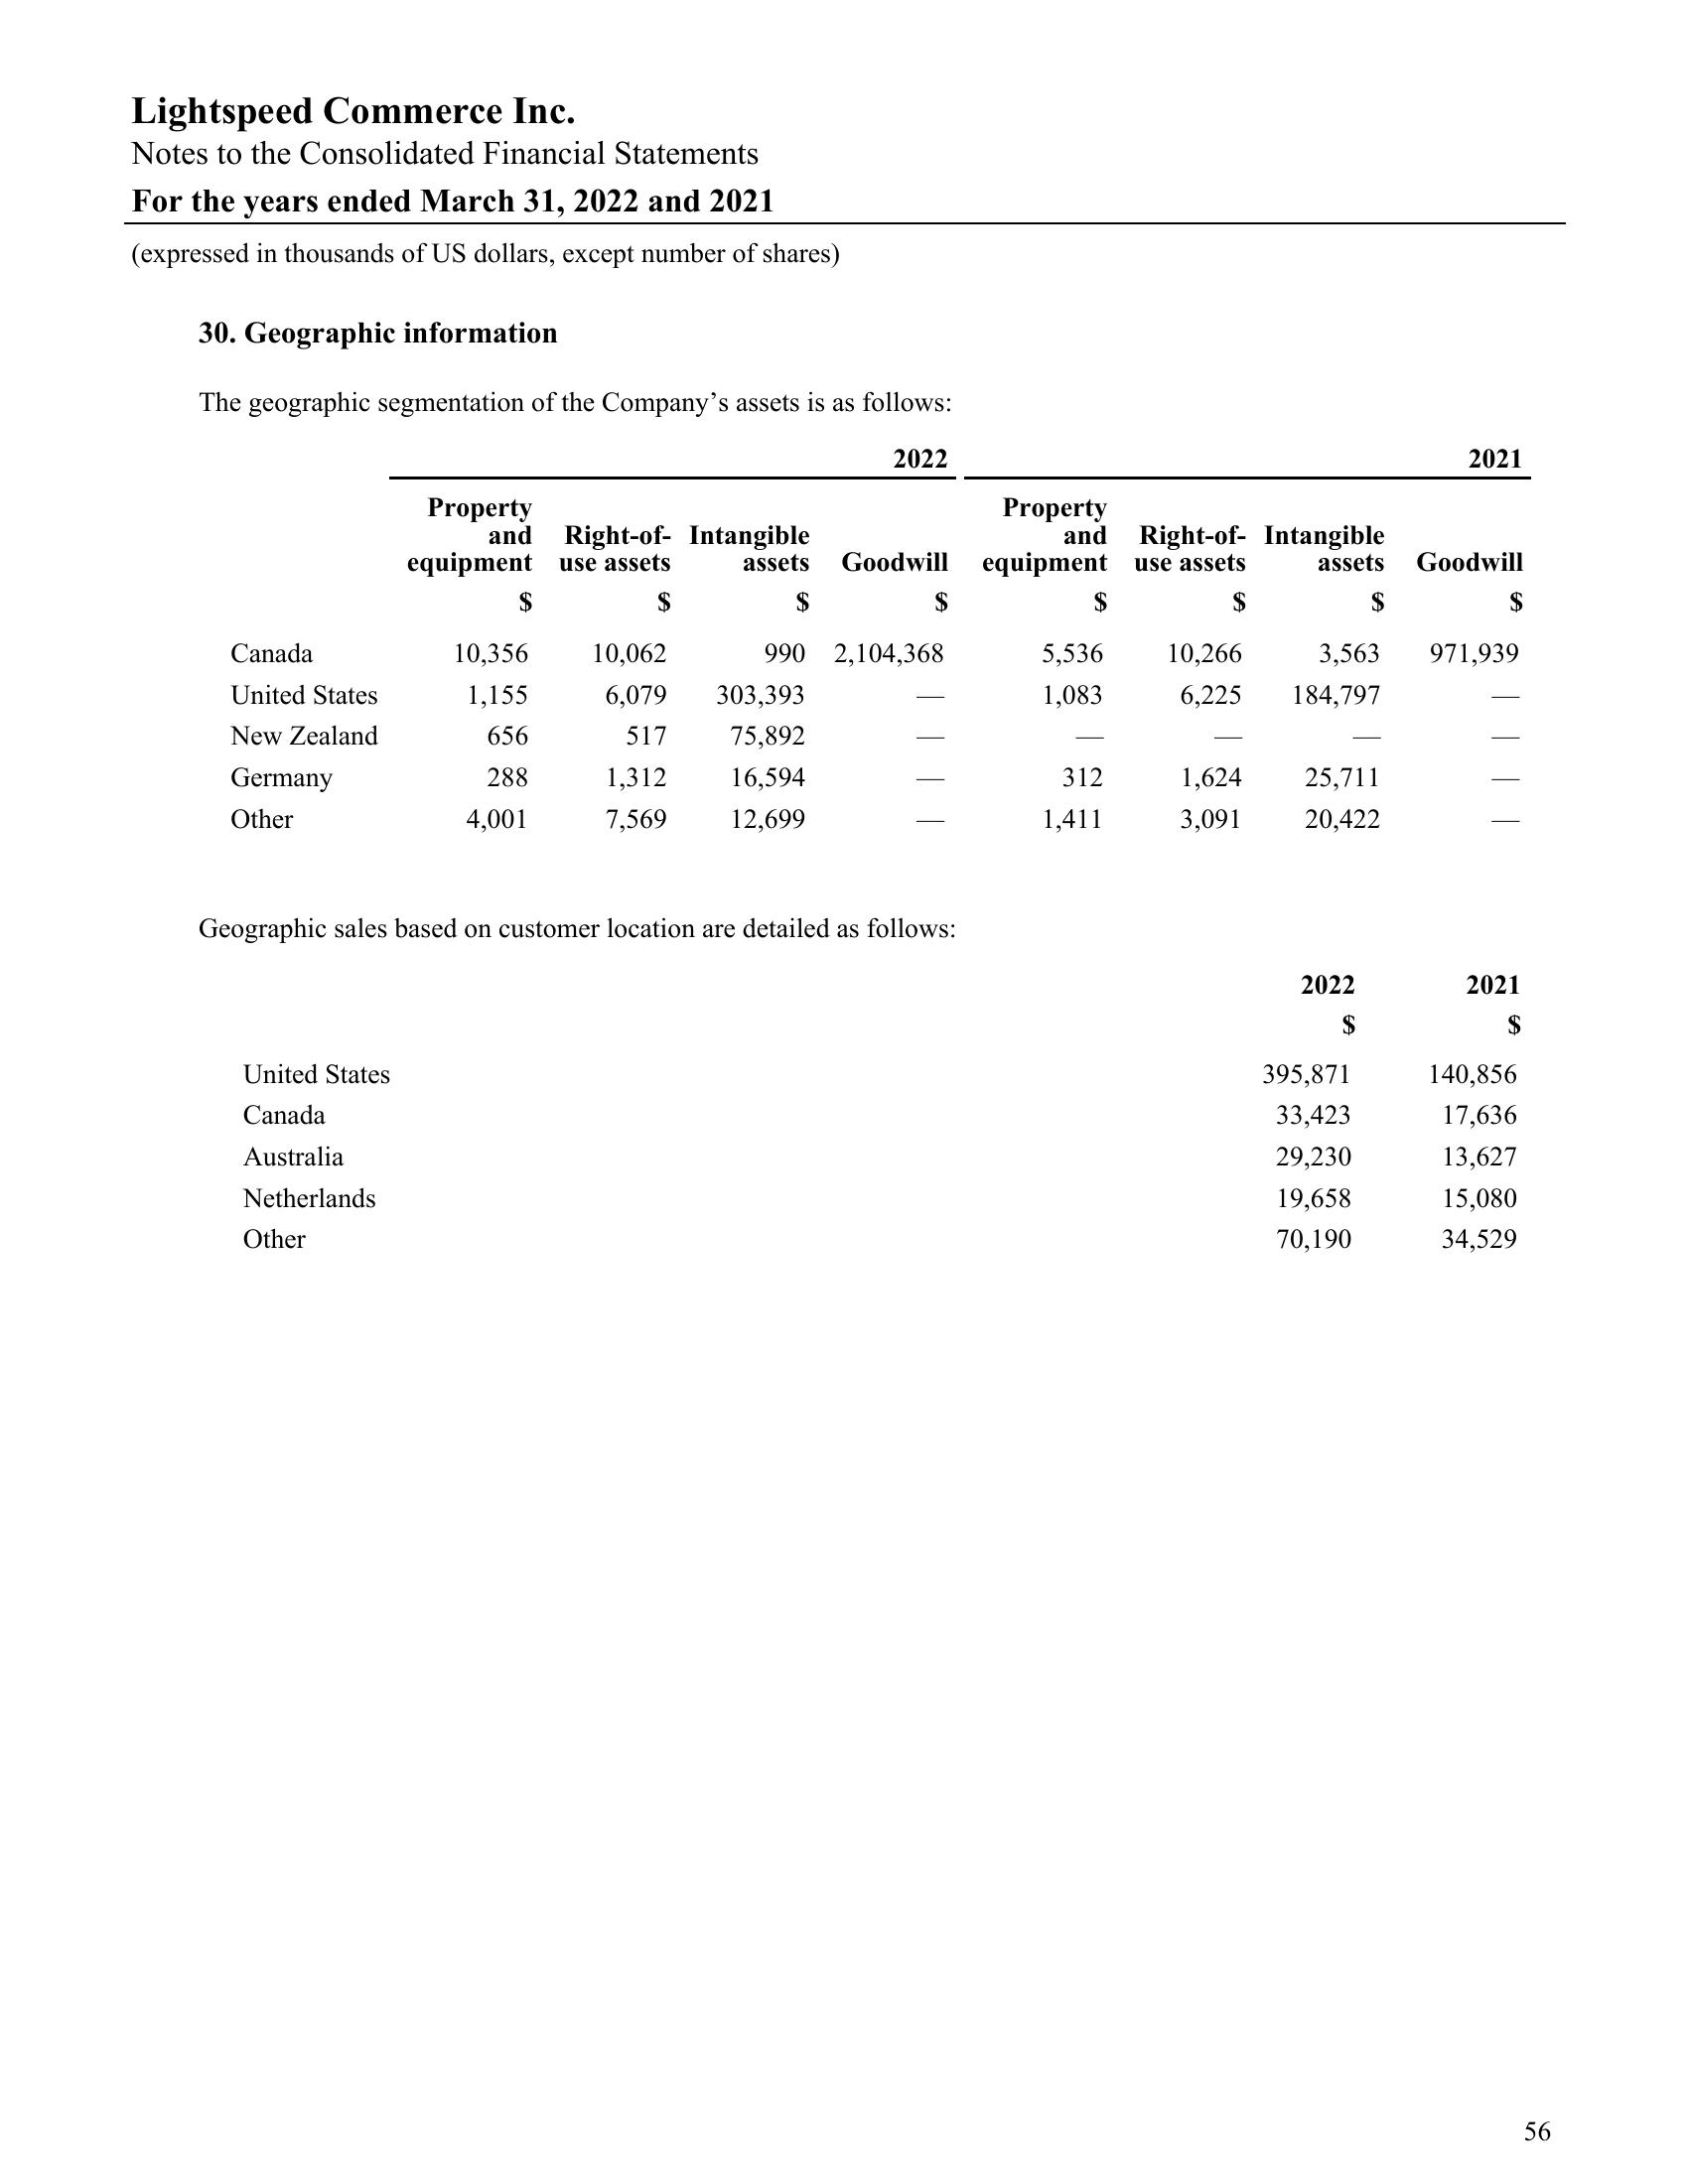 Lightspeed Commerce Inc.
Notes to the Consolidated Financial Statements
For the years ended March 31, 2022 and 2021
(expressed in thousands of US dollars, except number of shares)
30. Geographic information
The geographic segmentation of the Company’s assets is as follows:
2022 2021
Property and equipment Right-of-use assets Intangible assets Goodwill Property and equipment Right-of-use assets Intangible assets Goodwill
$ $ $ $ $ $ $ $
Canada 10,356 10,062 990 2,104,368 5,536 10,266 3,563 971,939
United States 1,155 6,079 303,393 — 1,083 6,225 184,797 —
New Zealand 656 517 75,892 — — — — —
Germany 288 1,312 16,594 — 312 1,624 25,711 —
Other 4,001 7,569 12,699 — 1,411 3,091 20,422 —
Geographic sales based on customer location are detailed as follows:
2022 2021
$ $
United States 395,871 140,856
Canada 33,423 17,636
Australia 29,230 13,627
Netherlands 19,658 15,080
Other 70,190 34,529
56